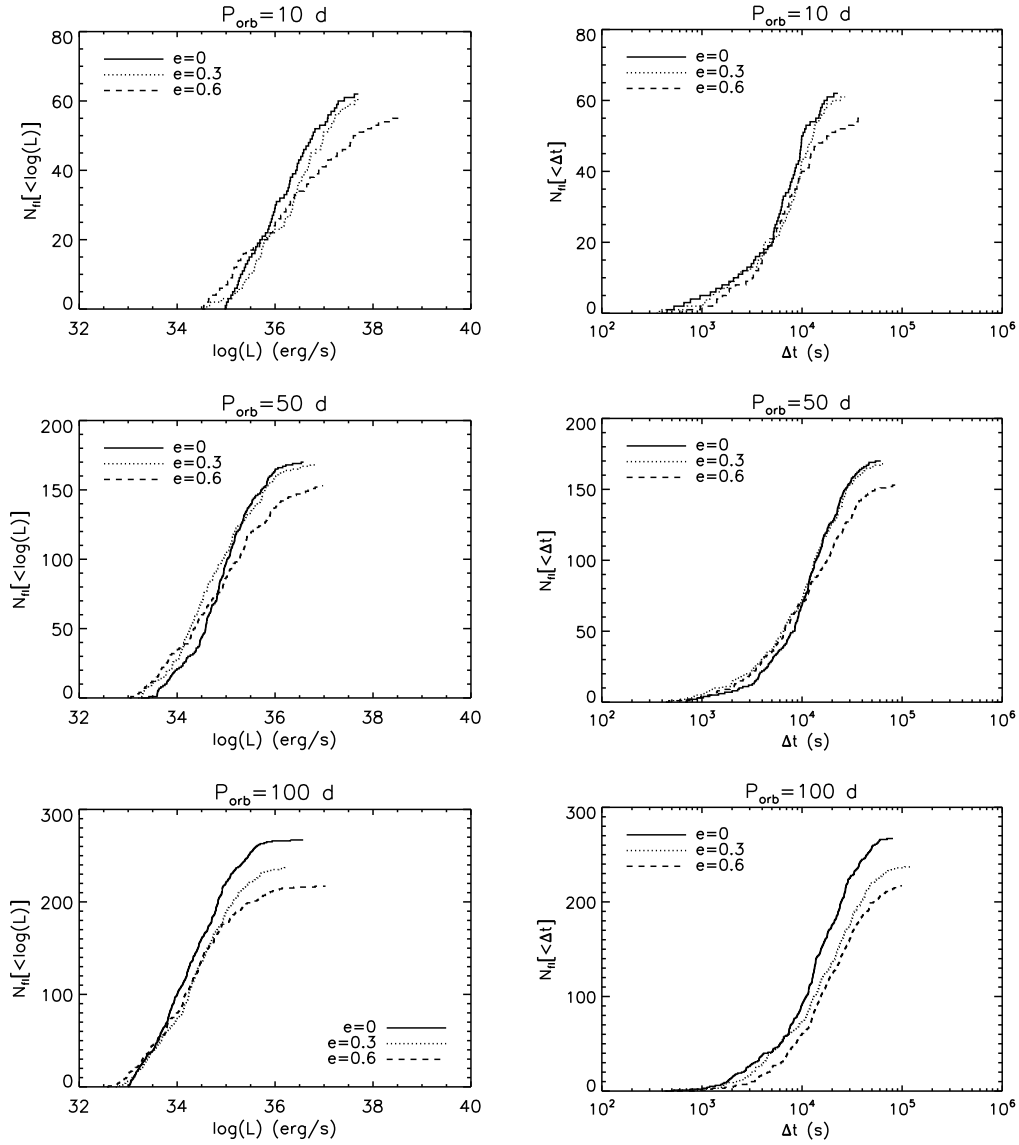 P_orb=10 d
80
60
40
20
0
N_fl[<log(L)]
e=0
e=0.3
e=0.6
32 34 36 38 40
log(L) (erg/s)
P_orb=10 d
80
60
40
20
0
N_fl[<Δt]
e=0
e=0.3
e=0.6
10^2 10^3 10^4 10^5 10^6
Δt (s)
P_orb=50 d
200
150
100
50
0
N_fl[<log(L)]
e=0
e=0.3
e=0.6
32 34 36 38 40
log(L) (erg/s)
P_orb=50 d
200
150
100
50
0
N_fl[<Δt]
e=0
e=0.3
e=0.6
10^2 10^3 10^4 10^5 10^6
Δt (s)
P_orb=100 d
300
200
100
0
N_fl[<log(L)]
e=0
e=0.3
e=0.6
32 34 36 38 40
log(L) (erg/s)
P_orb=100 d
300
200
100
0
N_fl[<Δt]
e=0
e=0.3
e=0.6
10^2 10^3 10^4 10^5 10^6
Δt (s)